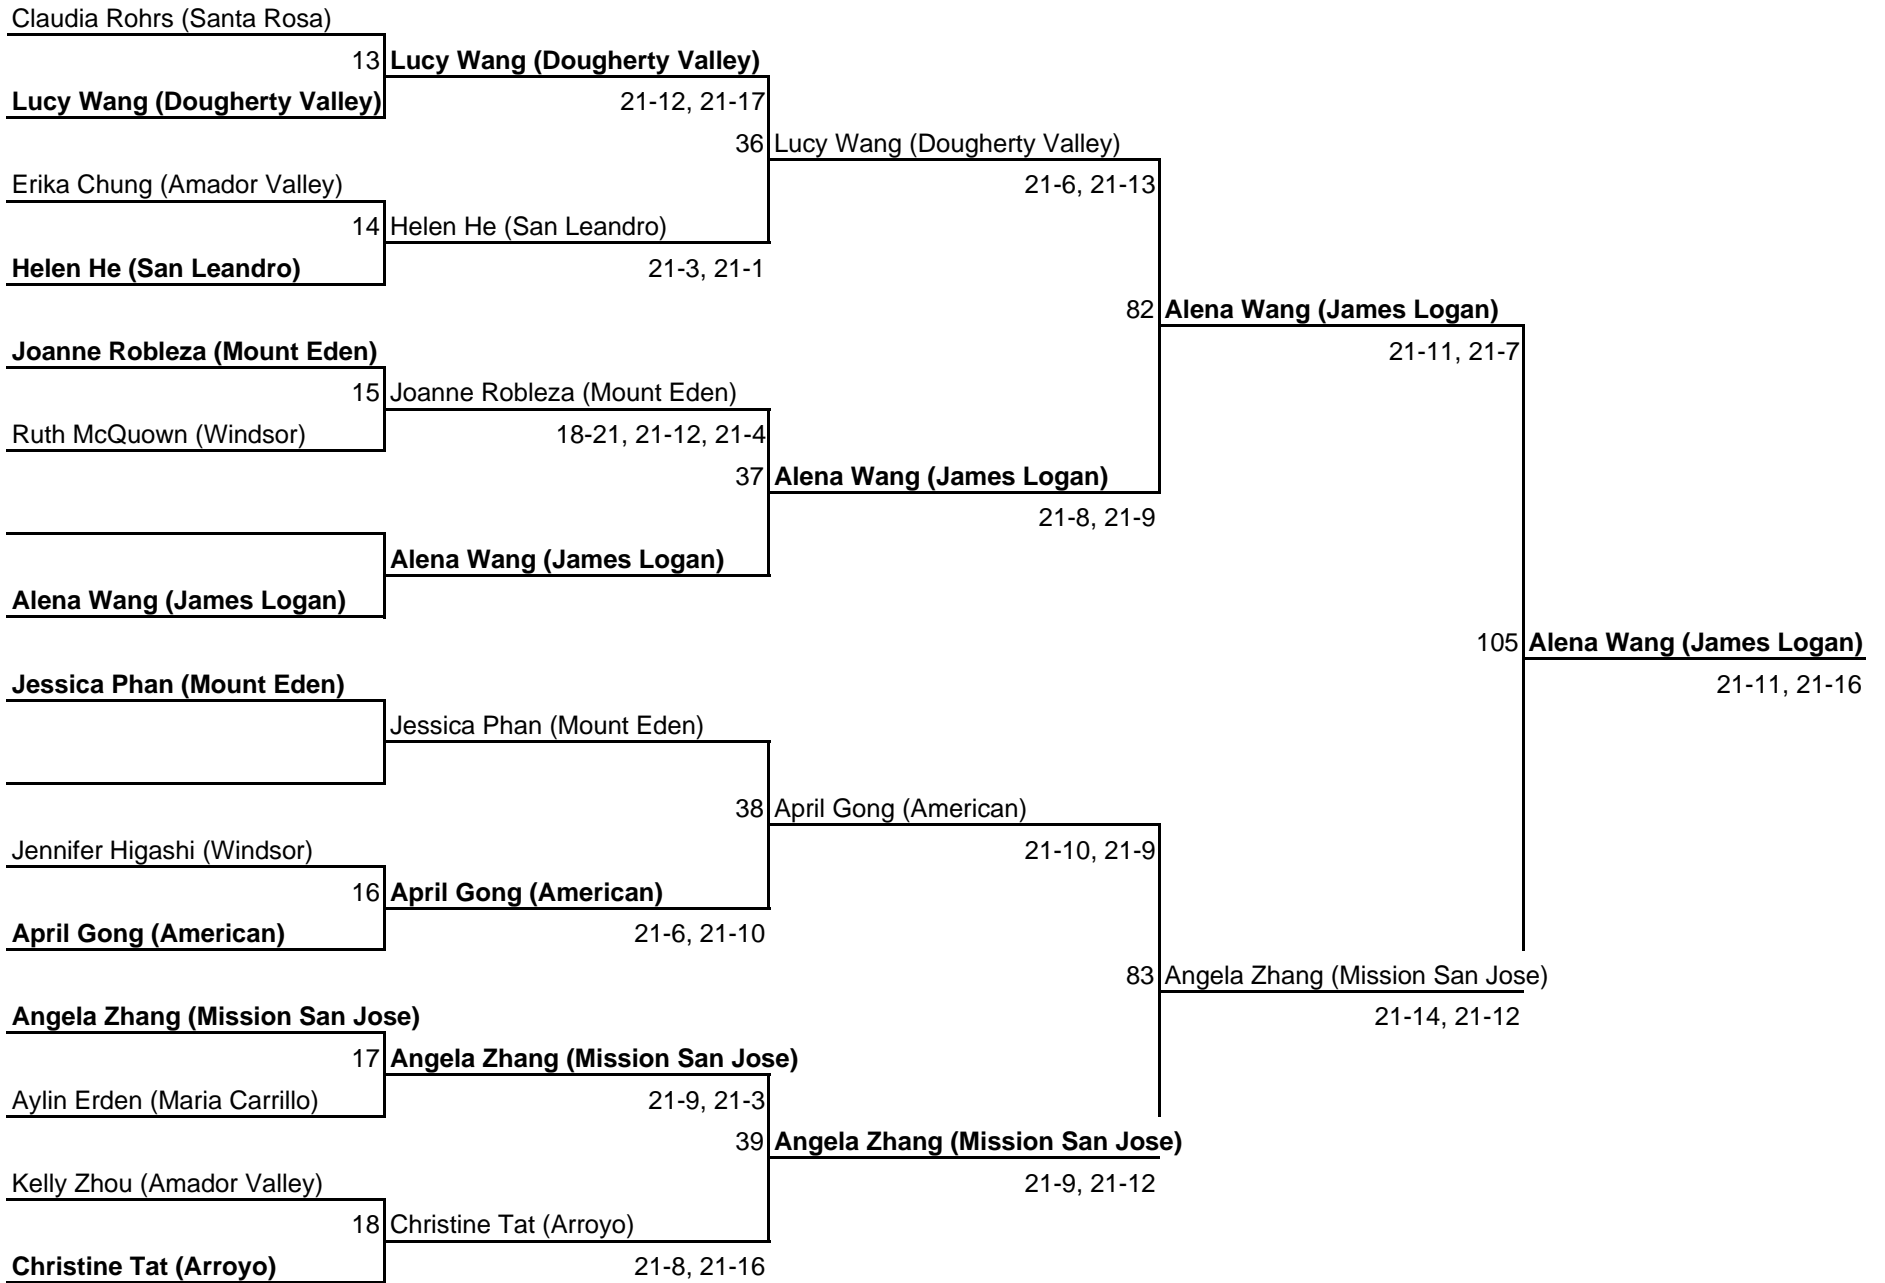 Claudia Rohrs (Santa Rosa)
13 Lucy Wang (Dougherty Valley)
Lucy Wang (Dougherty Valley) 21-12, 21-17
36 Lucy Wang (Dougherty Valley)
Erika Chung (Amador Valley) 21-6, 21-13
14 Helen He (San Leandro)
Helen He (San Leandro) 21-3, 21-1
82 Alena Wang (James Logan)
Joanne Robleza (Mount Eden) 21-11, 21-7
15 Joanne Robleza (Mount Eden)
Ruth McQuown (Windsor) 18-21, 21-12, 21-4
37 Alena Wang (James Logan)
21-8, 21-9
Alena Wang (James Logan)
Alena Wang (James Logan)
105 Alena Wang (James Logan)
Jessica Phan (Mount Eden) 21-11, 21-16
Jessica Phan (Mount Eden)
38 April Gong (American)
Jennifer Higashi (Windsor) 21-10, 21-9
16 April Gong (American)
April Gong (American) 21-6, 21-10
83 Angela Zhang (Mission San Jose)
Angela Zhang (Mission San Jose) 21-14, 21-12
17 Angela Zhang (Mission San Jose)
Aylin Erden (Maria Carrillo) 21-9, 21-3
39 Angela Zhang (Mission San Jose)
Kelly Zhou (Amador Valley) 21-9, 21-12
18 Christine Tat (Arroyo)
Christine Tat (Arroyo) 21-8, 21-16